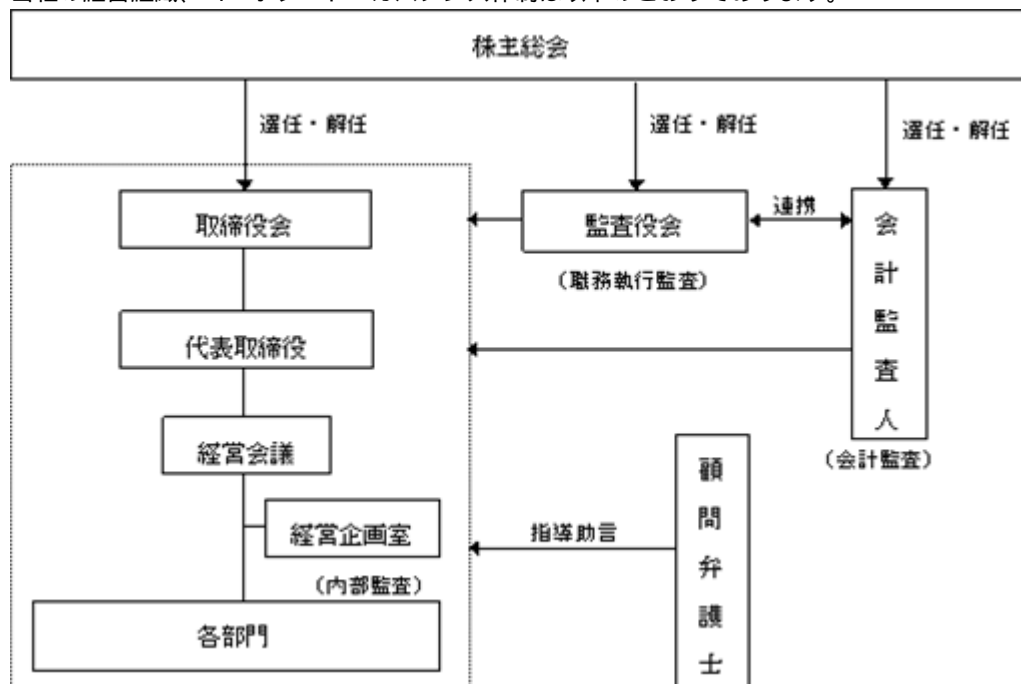 株主総会
選任・解任
選任・解任
選任・解任
取締役会
監査役会
連携
会計監査人
(職務執行監査)
代表取締役
経営会議
(会計監査)
顧問弁護士
経営企画室
指導助言
(内部監査)
各部門